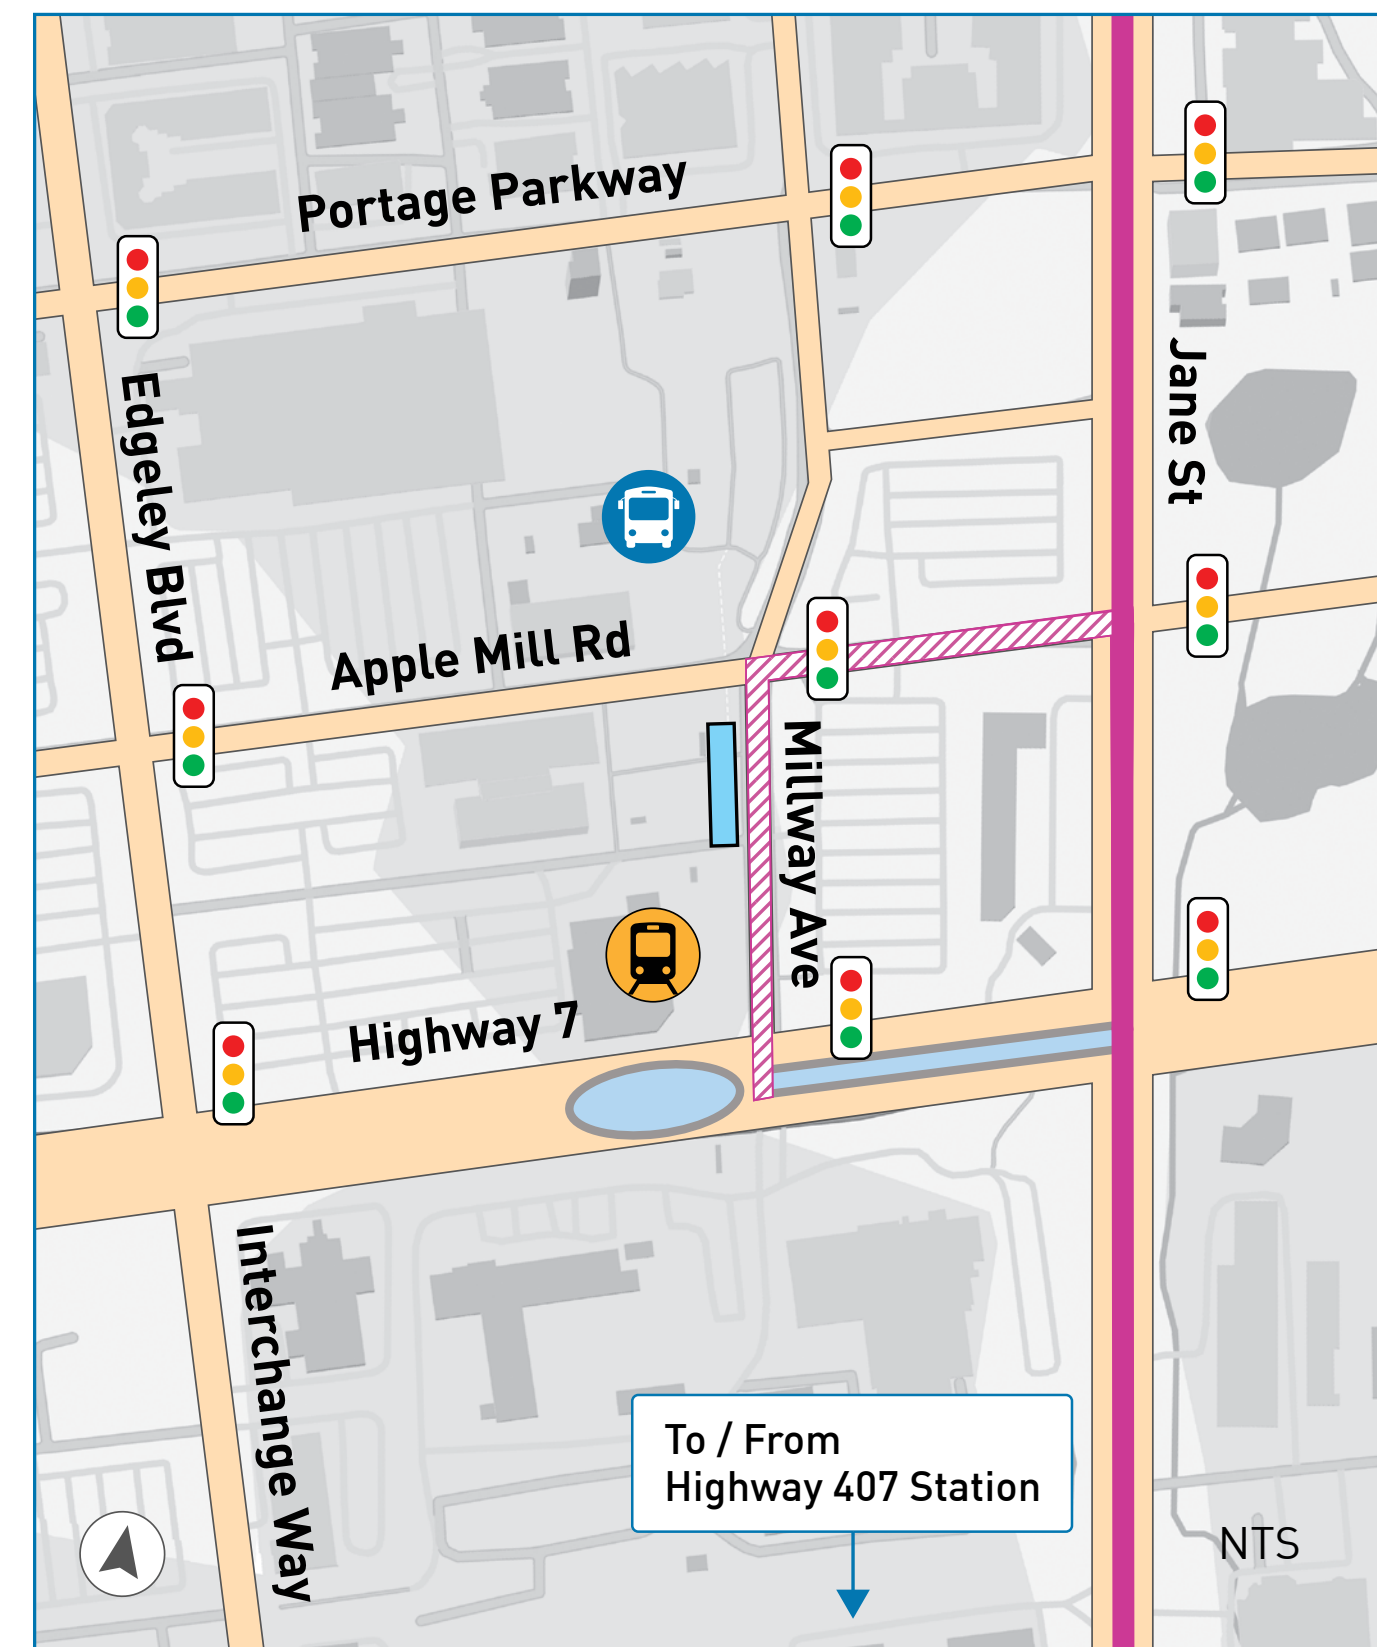 Portage Parkway
Jane St
Edgeley Blvd
Apple Mill Rd
Millway Ave
Highway 7
Interchange Way
To / From
Highway 407 Station
NTS